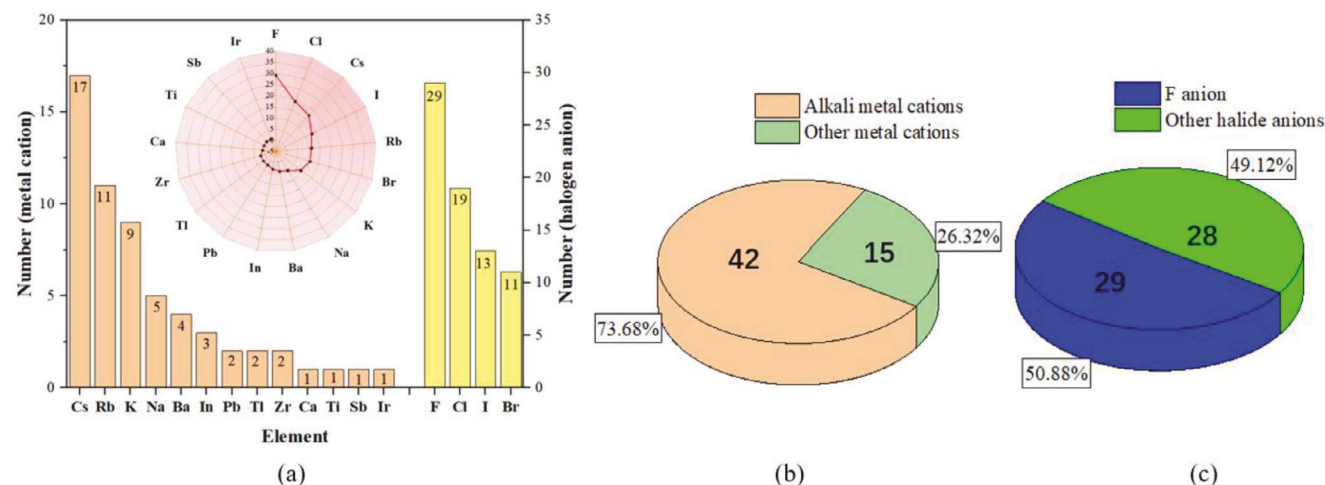 20
15
10
5
0
Number (metal cation)
17
11
9
5
4
3
2
2
2
1
1
1
1
Cs Rb K Na Ba In Pb Tl Zr Ca Ti Sb Ir
F Cl I Br
Element
29
19
13
11
35
30
25
20
15
10
5
0
Number (halogen anion)
F
Cl
Cs
I
Rb
Br
K
Na
Ba
In
Pb
Tl
Zr
Ca
Ti
Sb
Ir
40
35
30
25
20
15
10
5
0
-5
(a)
Alkali metal cations
Other metal cations
42
15
26.32%
73.68%
(b)
F anion
Other halide anions
49.12%
28
29
50.88%
(c)